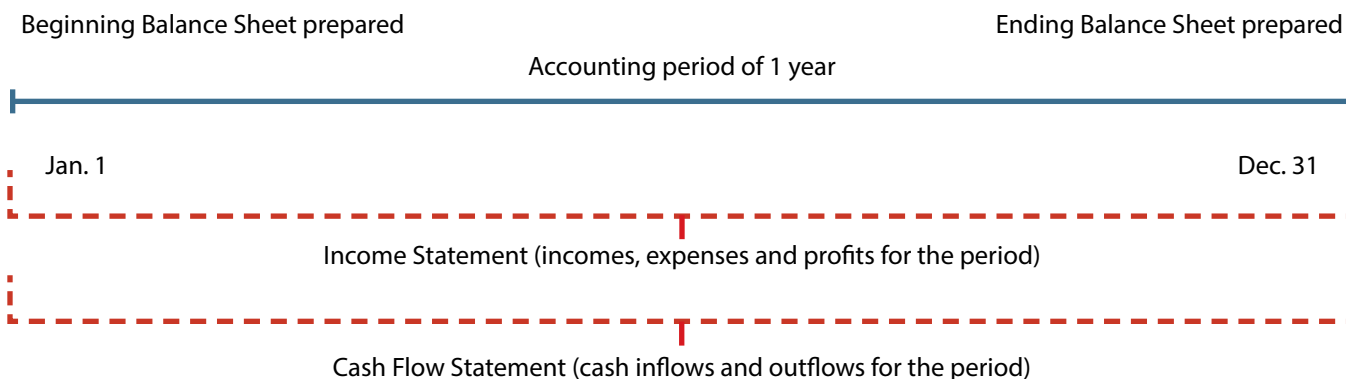 Beginning Balance Sheet prepared
Ending Balance Sheet prepared
Accounting period of 1 year
Jan. 1
Dec. 31
Income Statement (incomes, expenses and profits for the period)
Cash Flow Statement (cash inflows and outflows for the period)